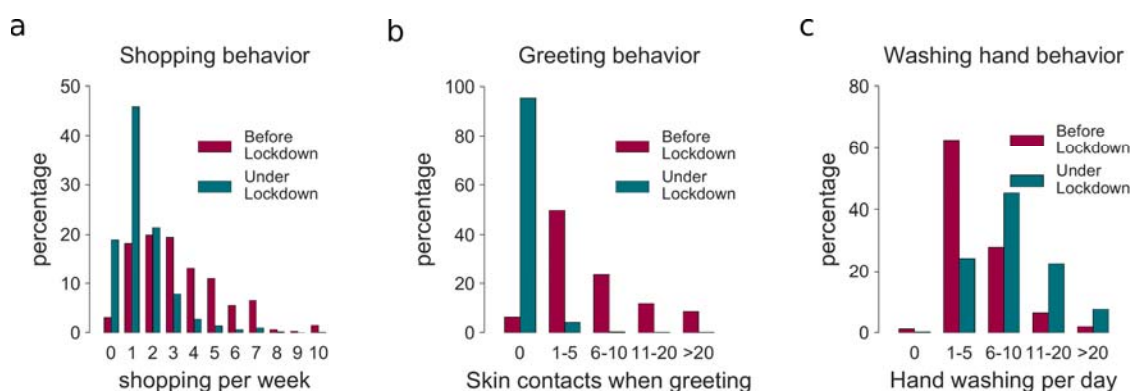 a
Shopping behavior
percentage
50
40
30
20
10
0
Before
Lockdown
Under
Lockdown
0 1 2 3 4 5 6 7 8 9 10
shopping per week
b
Greeting behavior
percentage
100
80
60
40
20
0
Before
Lockdown
Under
Lockdown
0 1-5 6-10 11-20 >20
Skin contacts when greeting
c
Washing hand behavior
percentage
80
60
40
20
0
Before
Lockdown
Under
Lockdown
0 1-5 6-10 11-20 >20
Hand washing per day